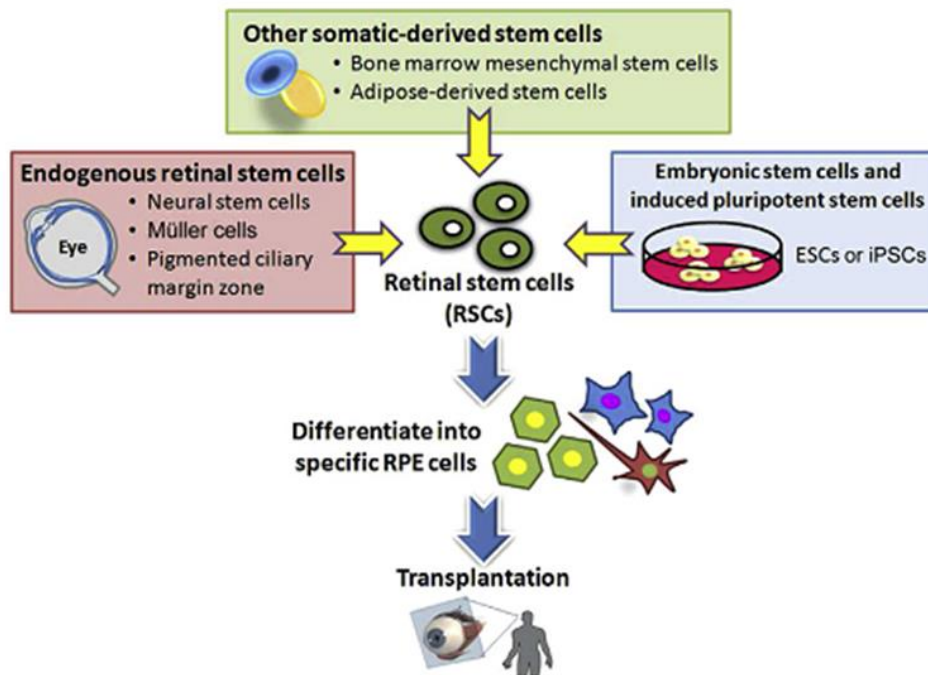 Other somatic-derived stem cells
• Bone marrow mesenchymal stem cells
• Adipose-derived stem cells
Endogenous retinal stem cells
Eye
• Neural stem cells
• Müller cells
• Pigmented ciliary
margin zone
Embryonic stem cells and
induced pluripotent stem cells
ESCs or iPSCs
Retinal stem cells
(RSCs)
Differentiate into
specific RPE cells
Transplantation